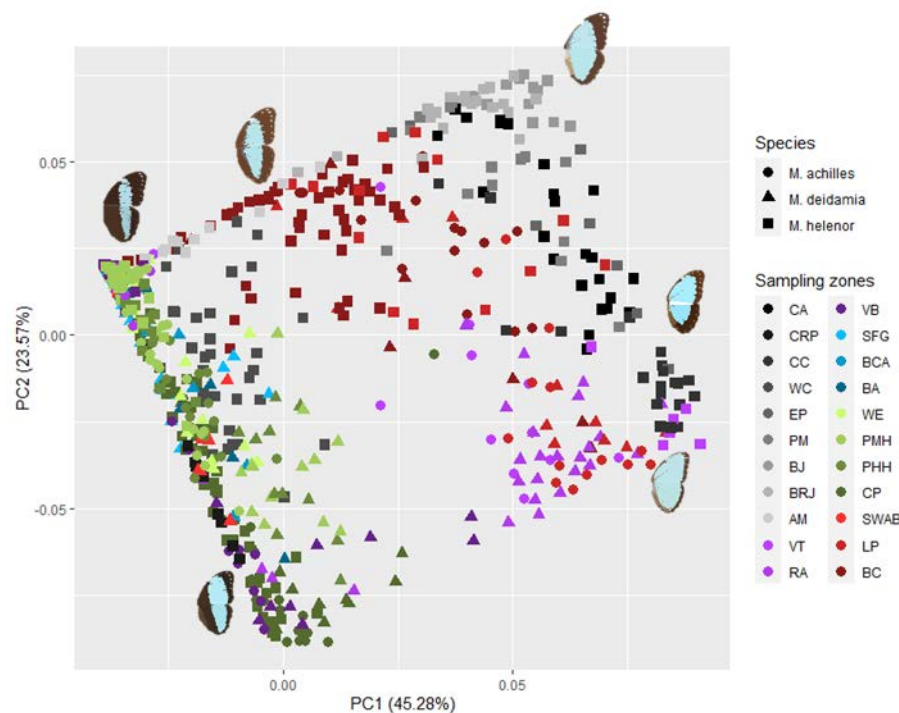 0.05
0.00
-0.05
PC2 (23.57%)
0.00
0.05
PC1 (45.28%)
Species
M. achilles
M. deidamia
M. helenor
Sampling zones
CA
CRP
CC
WC
EP
PM
BJ
BRJ
AM
VT
RA
VB
SFG
BCA
BA
WE
PMH
PHH
CP
SWAB
LP
BC